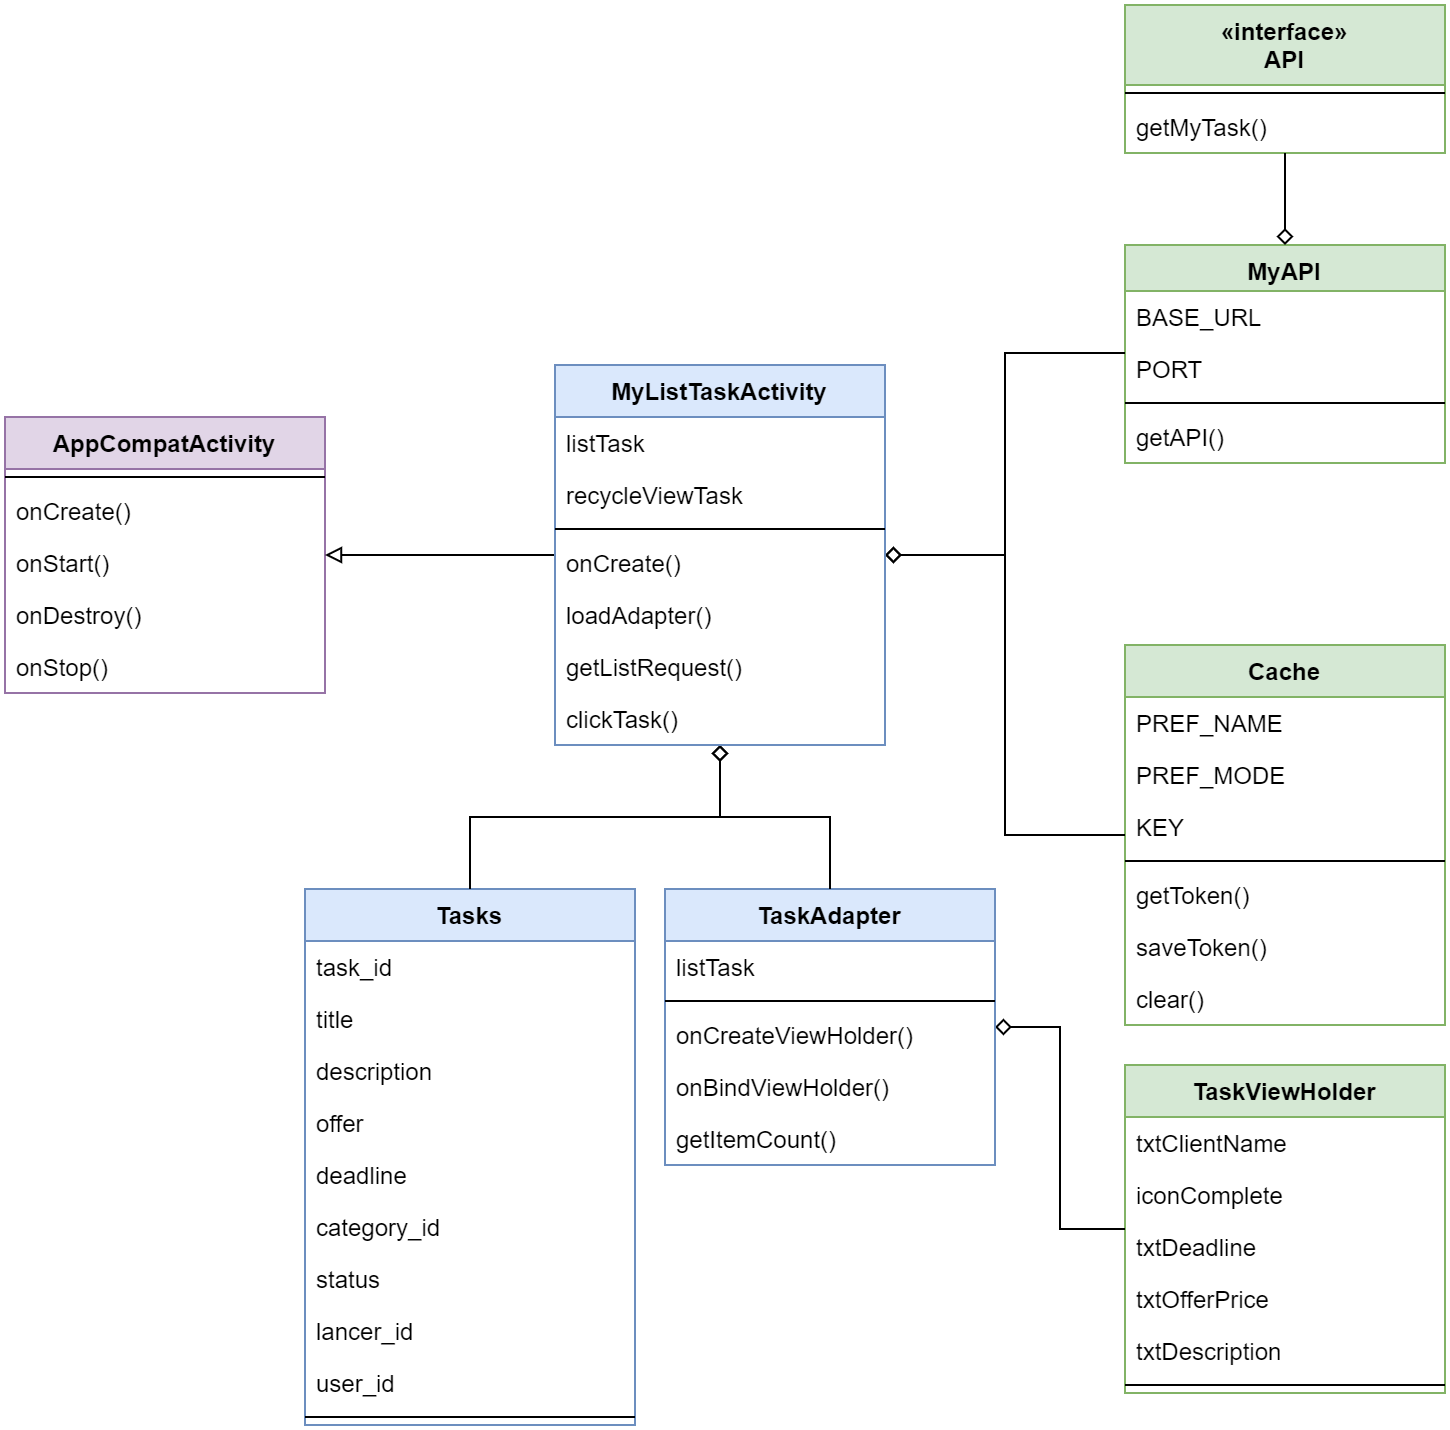 «interface»
API
getMyTask()
MyAPI
BASE_URL
PORT
getAPI()
MyListTaskActivity
listTask
recycleViewTask
onCreate()
loadAdapter()
getListRequest()
clickTask()
AppCompatActivity
onCreate()
onStart()
onDestroy()
onStop()
Cache
PREF_NAME
PREF_MODE
KEY
getToken()
saveToken()
clear()
Tasks
task_id
title
description
offer
deadline
category_id
status
lancer_id
user_id
TaskAdapter
listTask
onCreateViewHolder()
onBindViewHolder()
getItemCount()
TaskViewHolder
txtClientName
iconComplete
txtDeadline
txtOfferPrice
txtDescription